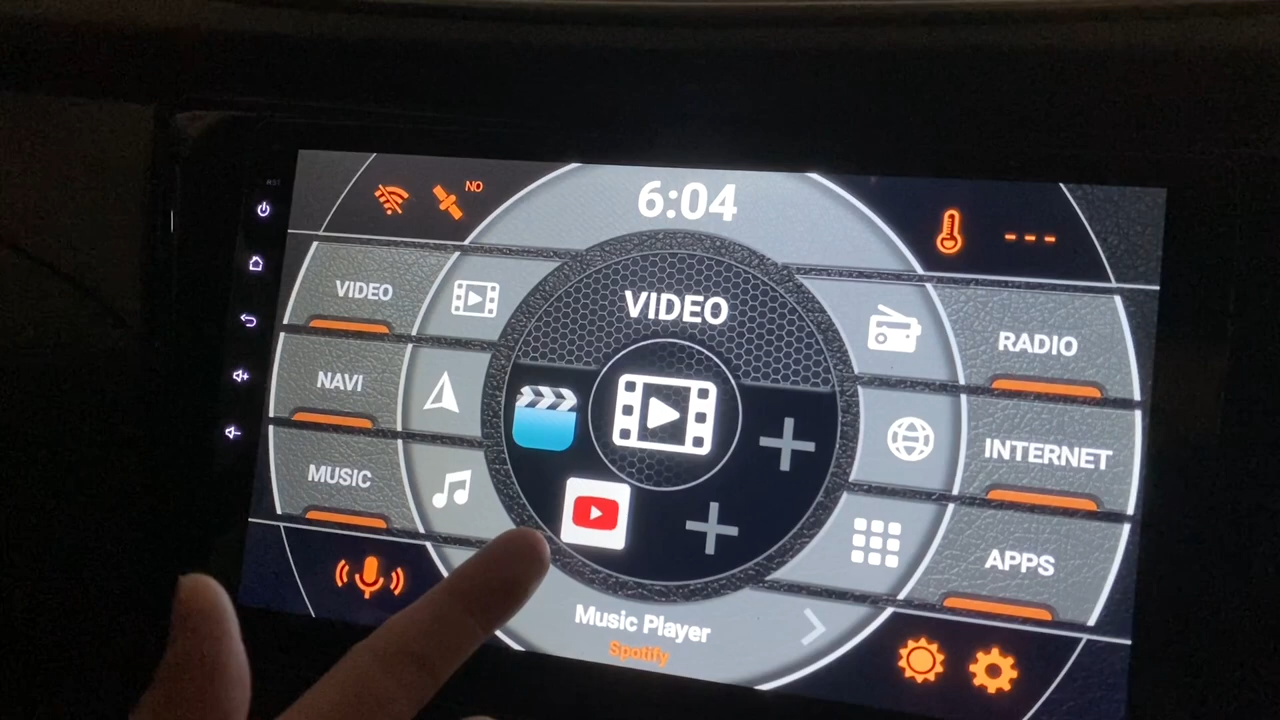 NO
6:04
---
VIDEO
VIDEO
NAVI
MUSIC
RADIO
INTERNET
APPS
Music Player
Spotify